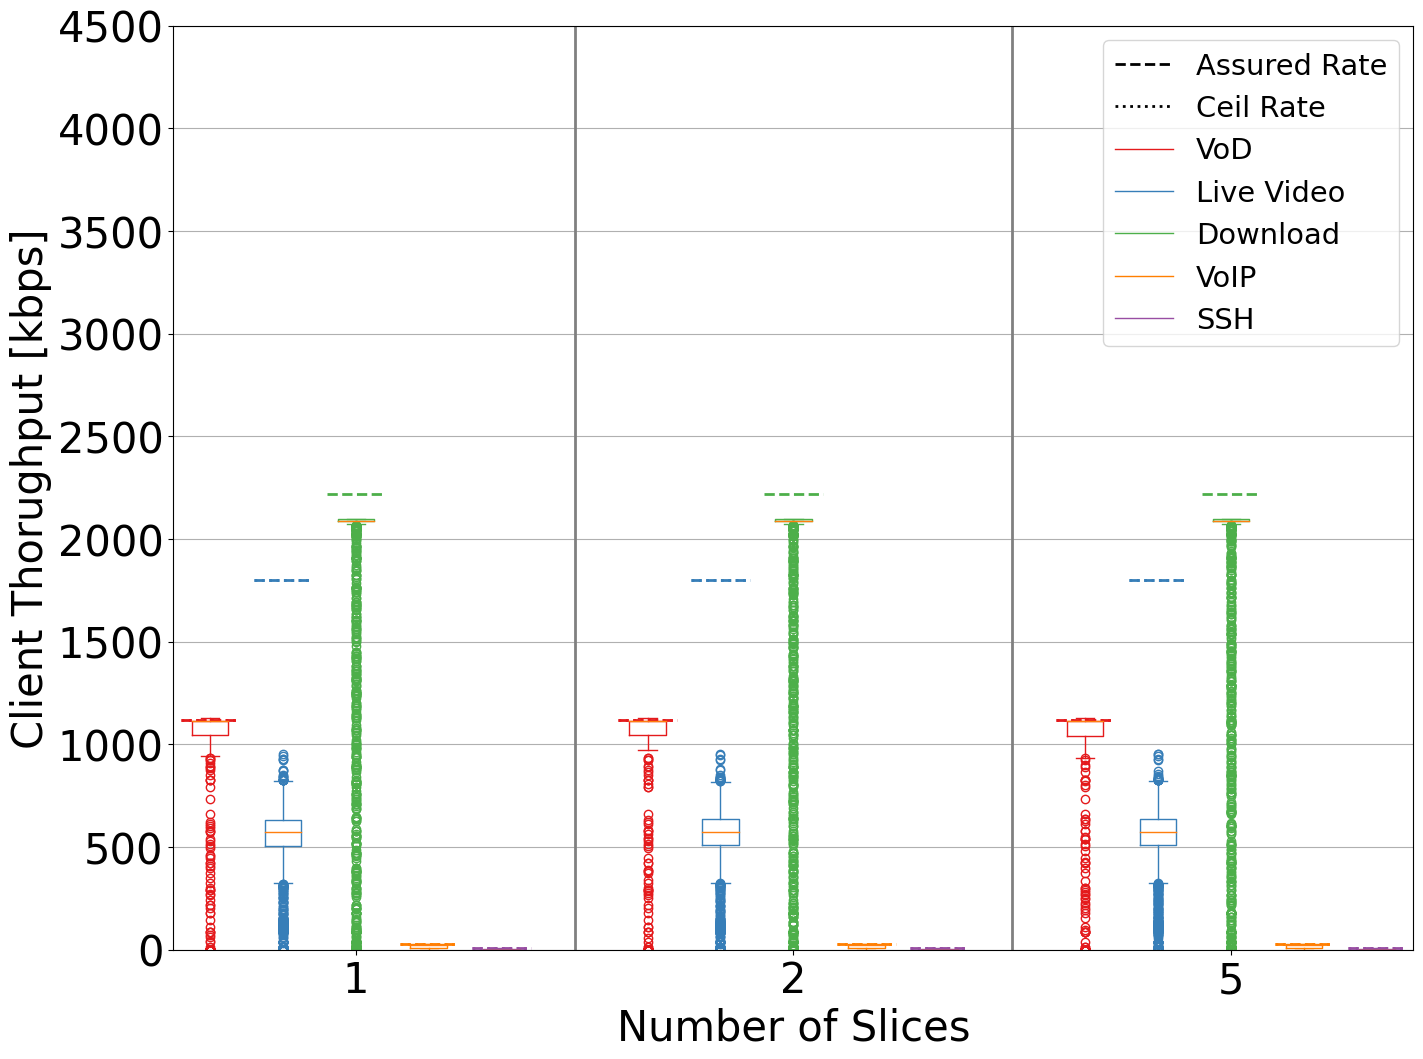 4500
4000
3500
3000
2500
2000
1500
1000
500
0
Client Thorughput [kbps]
Assured Rate
Ceil Rate
VoD
Live Video
Download
VoIP
SSH
1
2
5
Number of Slices